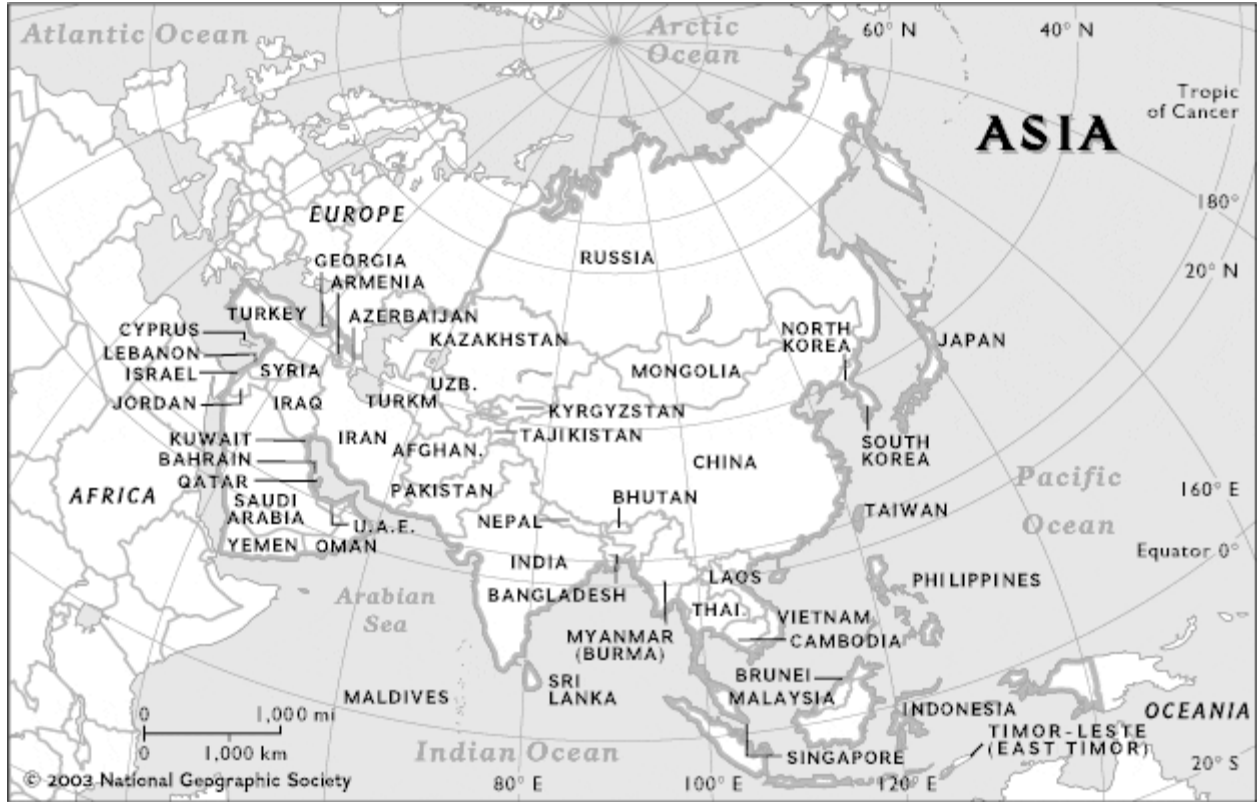 Atlantic Ocean
Arctic
Ocean
60° N
40° N
Tropic
of Cancer
ASIA
180°
EUROPE
GEORGIA
ARMENIA
RUSSIA
20° N
TURKEY
AZERBAIJAN
CYPRUS
KAZAKHSTAN
NORTH
KOREA
JAPAN
LEBANON
ISRAEL
SYRIA
MONGOLIA
UZB.
JORDAN
IRAQ
TURKM.
KYRGYZSTAN
KUWAIT
IRAN
TAJIKISTAN
SOUTH
KOREA
BAHRAIN
AFGHAN.
CHINA
QATAR
AFRICA
SAUDI
ARABIA
PAKISTAN
BHUTAN
Pacific
Ocean
160° E
U.A.E.
NEPAL
TAIWAN
YEMEN
OMAN
INDIA
Equator 0°
LAOS
PHILIPPINES
Arabian
Sea
BANGLADESH
THAI.
VIETNAM
MYANMAR
(BURMA)
CAMBODIA
BRUNEI
MALDIVES
SRI
LANKA
MALAYSIA
INDONESIA
OCEANIA
0
1,000 mi
0
1,000 km
TIMOR-LESTE
(EAST TIMOR)
Indian Ocean
SINGAPORE
20° S
© 2003 National Geographic Society
80° E
100° E
120° E